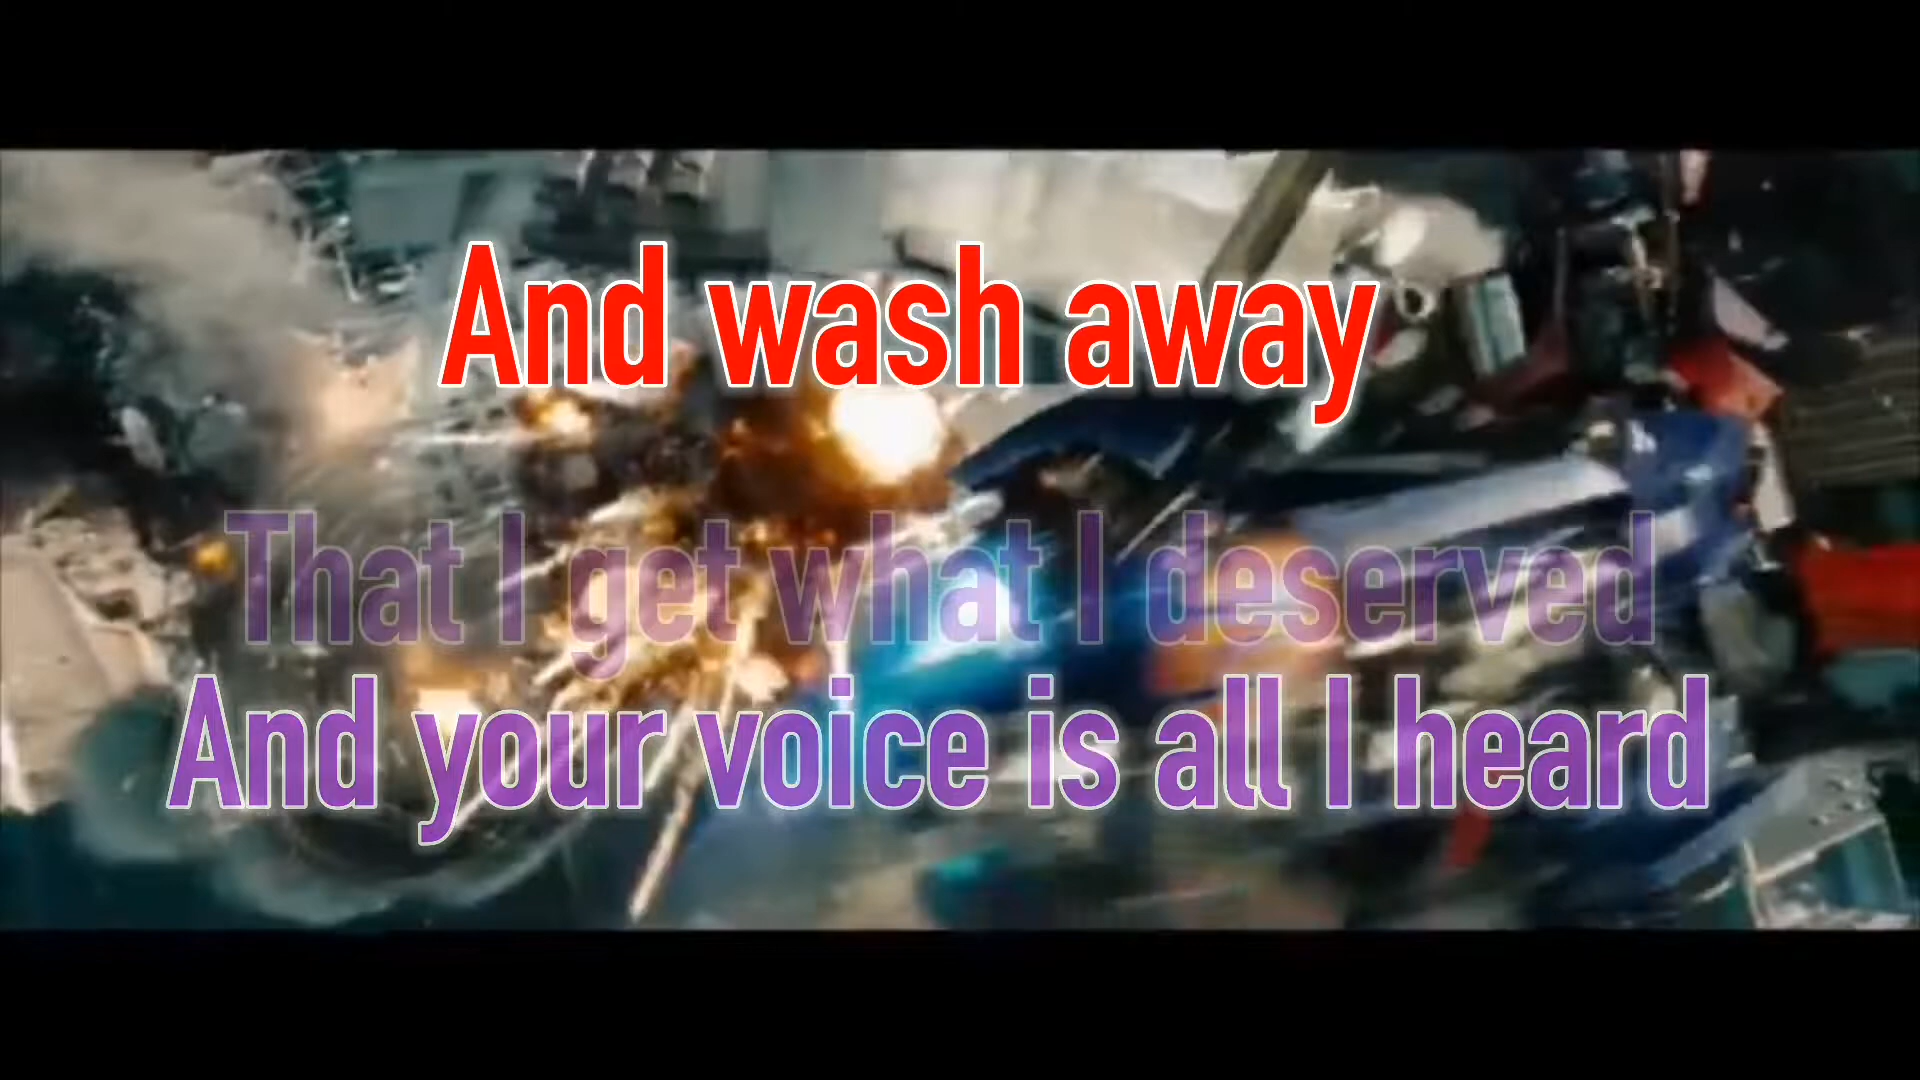 And wash away
That I get what I deserved
And your voice is all I heard